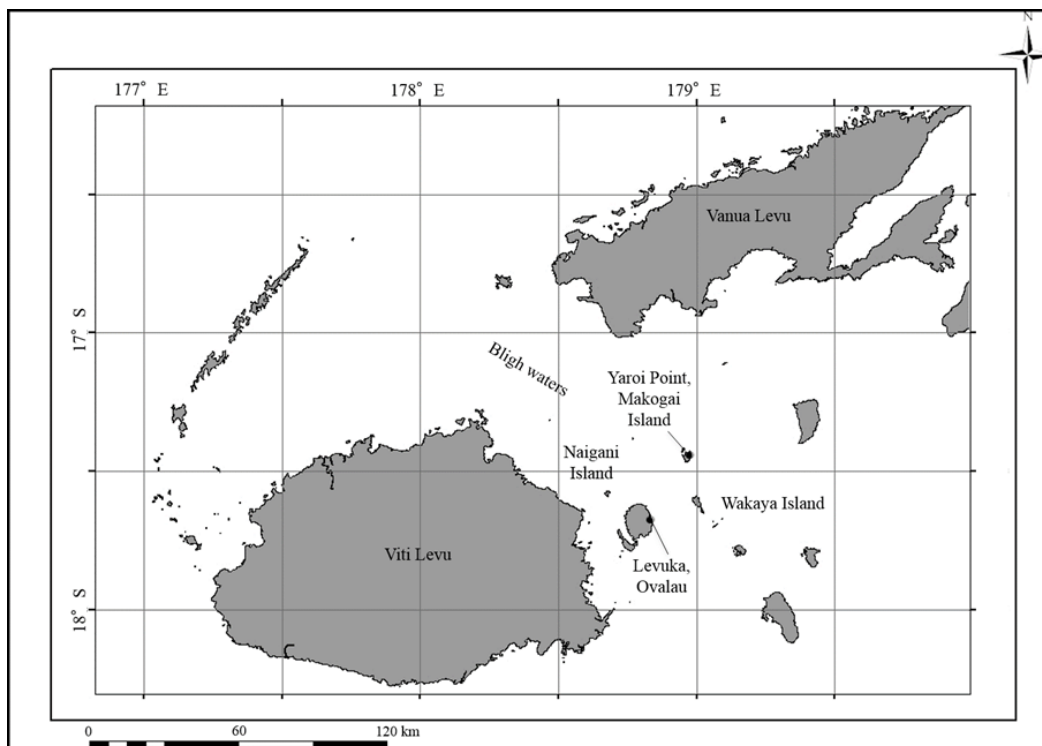 N
177° E
178° E
179° E
Vanua Levu
17° S
Bligh waters
Yaroi Point,
Makogai
Island
Naigani
Island
Wakaya Island
Viti Levu
Levuka,
Ovalau
18° S
0
60
120 km